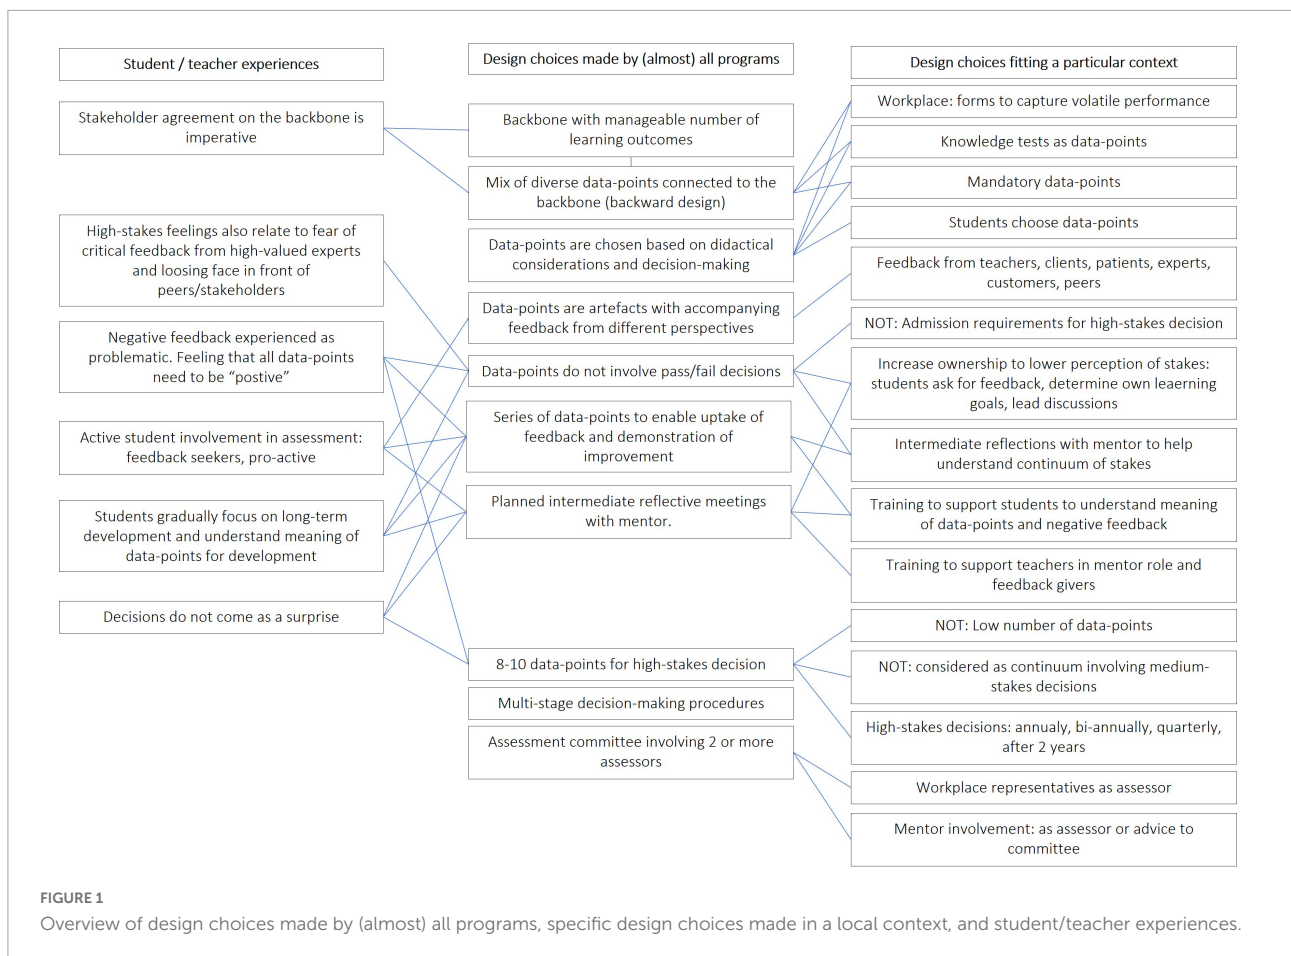 Student / teacher experiences
Stakeholder agreement on the backbone is
imperative
High-stakes feelings also relate to fear of
critical feedback from high-valued experts
and loosing face in front of
peers/stakeholders
Negative feedback experienced as
problematic. Feeling that all data-points
need to be “postive”
Active student involvement in assessment:
feedback seekers, pro-active
Students gradually focus on long-term
development and understand meaning of
data-points for development
Decisions do not come as a surprise
Design choices made by (almost) all programs
Backbone with manageable number of
learning outcomes
Mix of diverse data-points connected to the
backbone (backward design)
Data-points are chosen based on didactical
considerations and decision-making
Data-points are artefacts with accompanying
feedback from different perspectives
Data-points do not involve pass/fail decisions
Series of data-points to enable uptake of
feedback and demonstration of
improvement
Planned intermediate reflective meetings
with mentor.
8-10 data-points for high-stakes decision
Multi-stage decision-making procedures
Assessment committee involving 2 or more
assessors
Design choices fitting a particular context
Workplace: forms to capture volatile performance
Knowledge tests as data-points
Mandatory data-points
Students choose data-points
Feedback from teachers, clients, patients, experts,
customers, peers
NOT: Admission requirements for high-stakes decision
Increase ownership to lower perception of stakes:
students ask for feedback, determine own leaerning
goals, lead discussions
Intermediate reflections with mentor to help
understand continuum of stakes
Training to support students to understand meaning
of data-points and negative feedback
Training to support teachers in mentor role and
feedback givers
NOT: Low number of data-points
NOT: considered as continuum involving medium-
stakes decisions
High-stakes decisions: annualy, bi-annually, quarterly,
after 2 years
Workplace representatives as assessor
Mentor involvement: as assessor or advice to
committee
FIGURE 1
Overview of design choices made by (almost) all programs, specific design choices made in a local context, and student/teacher experiences.